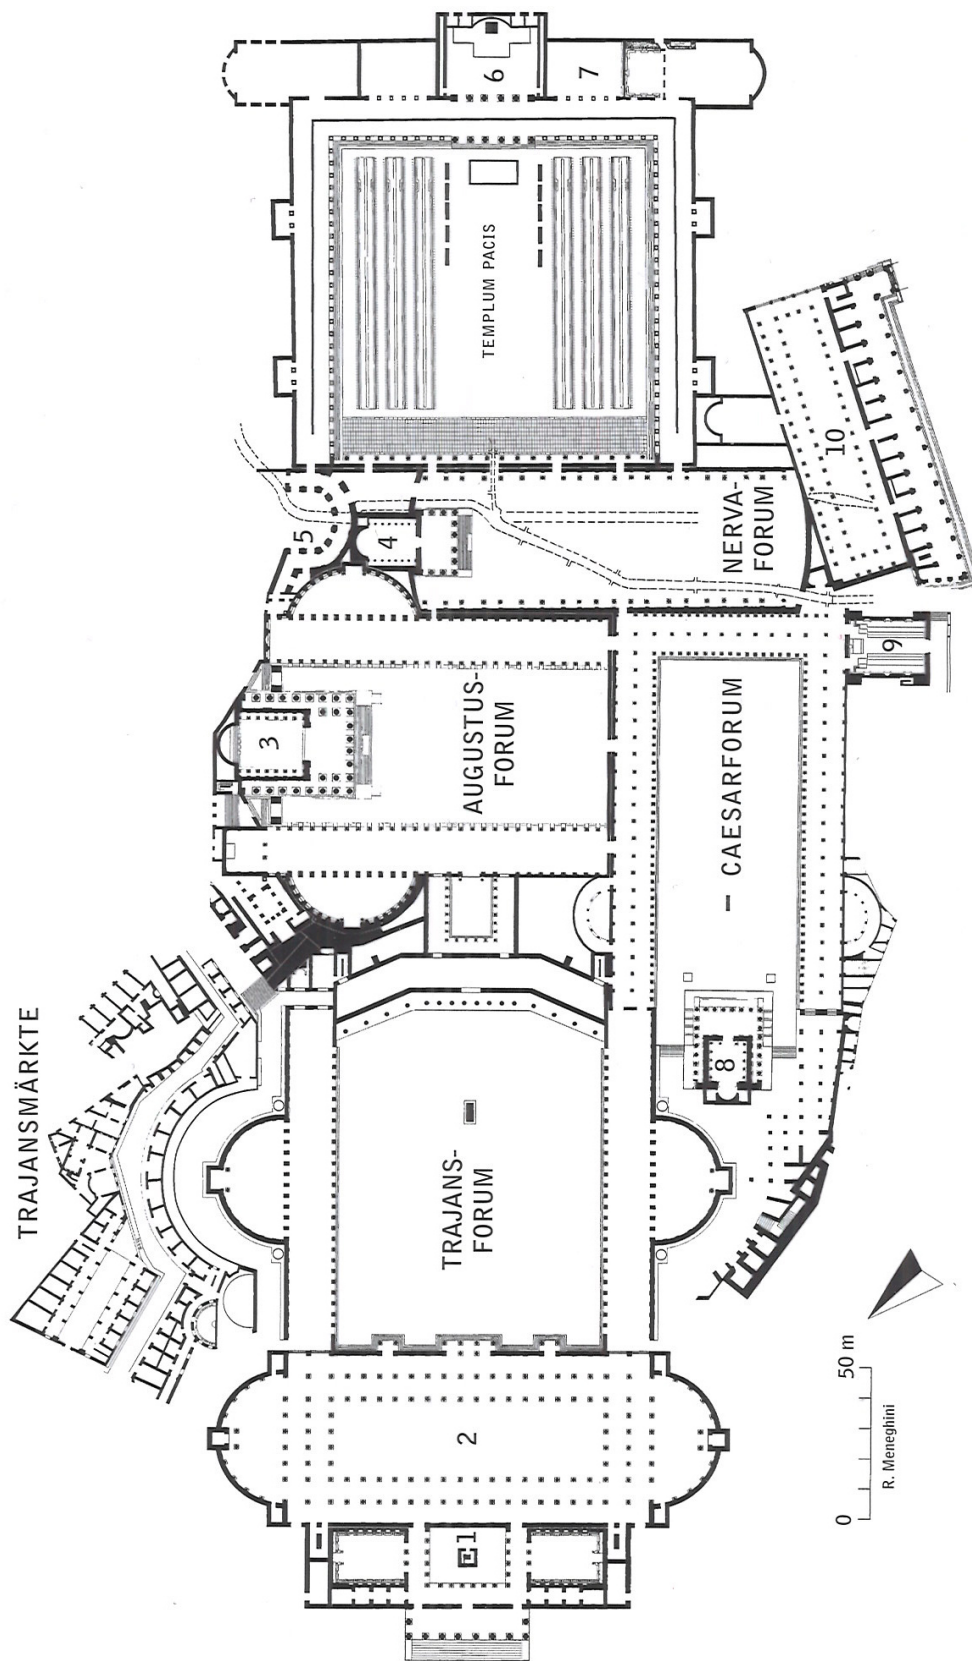 TRAJANSMÄRKTE
6
7
TEMPLUM PACIS
5
4
NERVA-
FORUM
10
3
AUGUSTUS-
FORUM
CAESARFORUM
9
8
TRAJANS-
FORUM
2
1
0
50 m
R. Meneghini